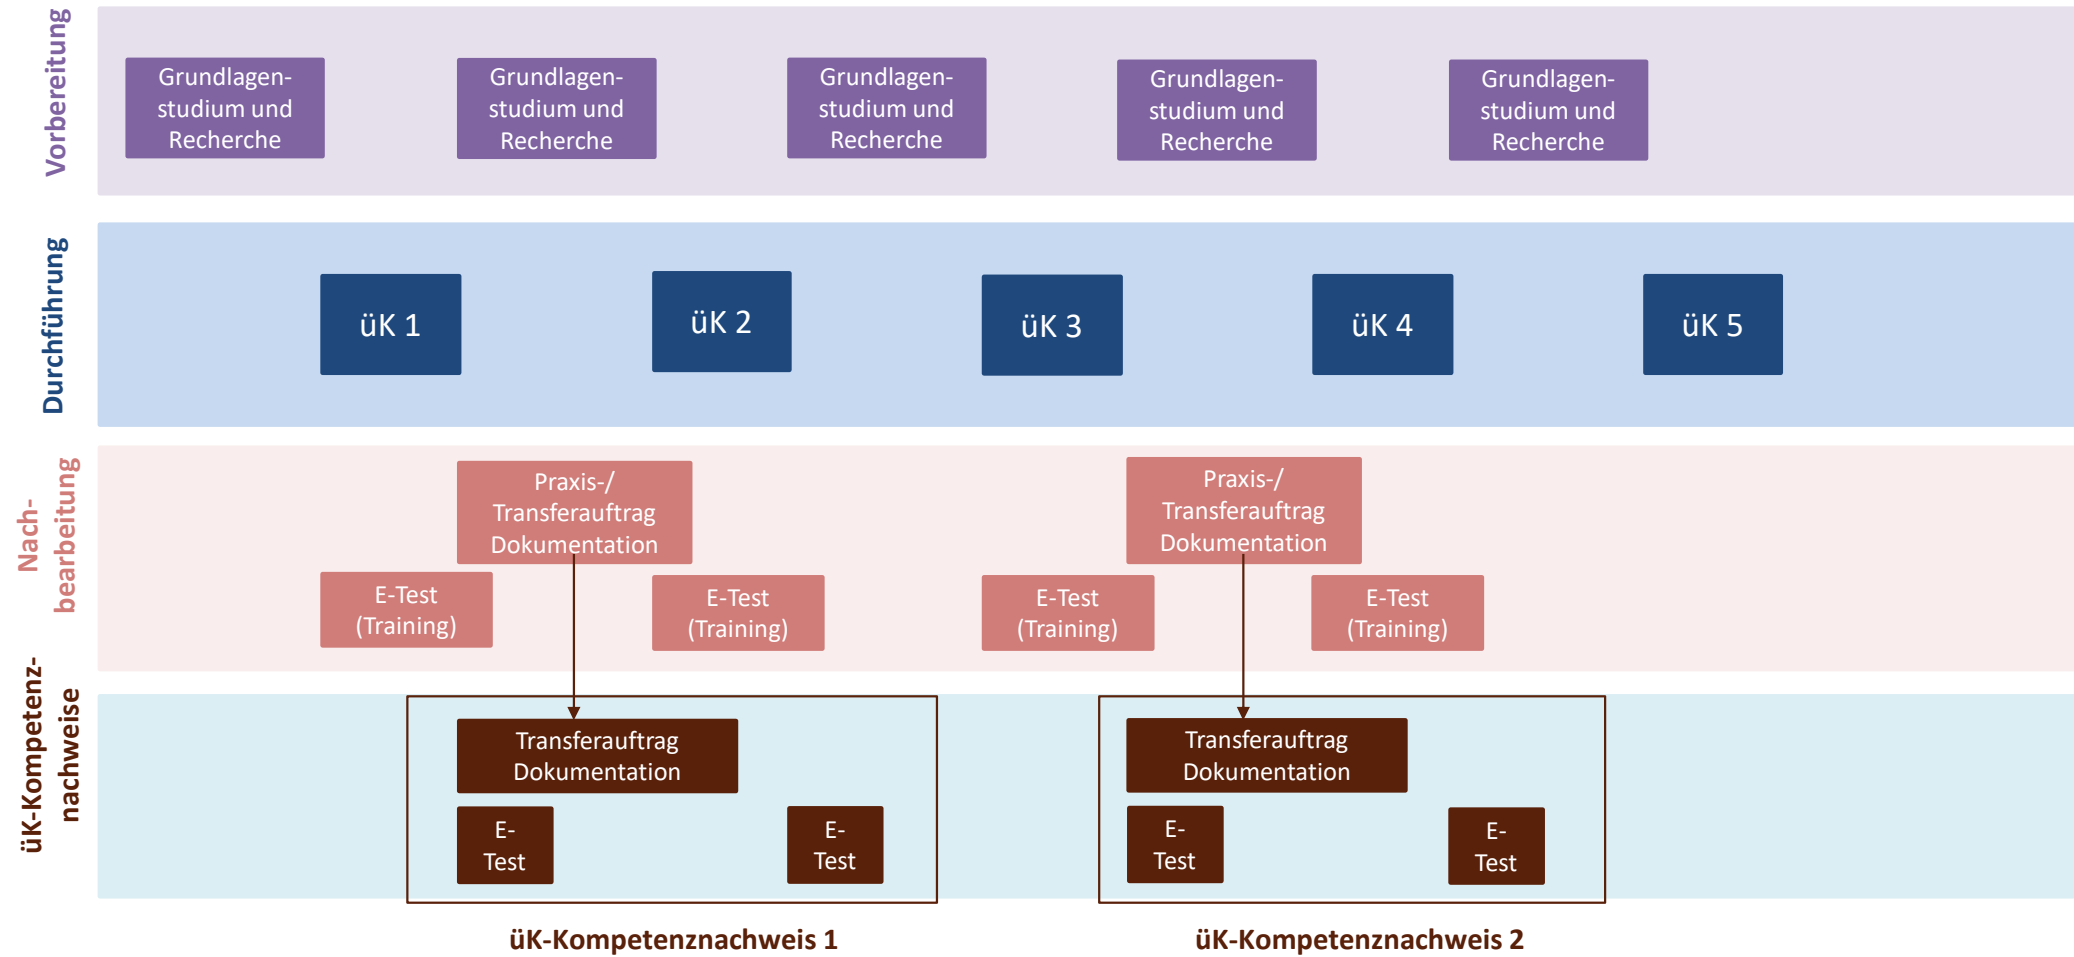 Vorbereitung
Grundlagen-
studium und
Recherche
Grundlagen-
studium und
Recherche
Grundlagen-
studium und
Recherche
Grundlagen-
studium und
Recherche
Grundlagen-
studium und
Recherche
Durchführung
üK 1
üK 2
üK 3
üK 4
üK 5
Nach-
bearbeitung
Praxis-/
Transferauftrag
Dokumentation
Praxis-/
Transferauftrag
Dokumentation
E-Test
(Training)
E-Test
(Training)
E-Test
(Training)
E-Test
(Training)
üK-Kompetenz-
nachweise
Transferauftrag
Dokumentation
Transferauftrag
Dokumentation
E-
Test
E-
Test
E-
Test
E-
Test
üK-Kompetenznachweis 1
üK-Kompetenznachweis 2